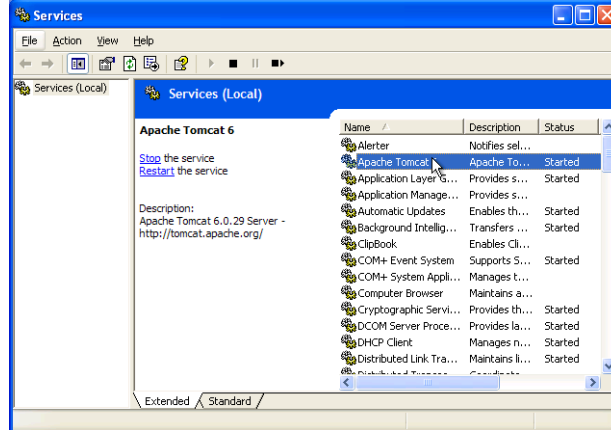 Services
File Action View Help
Services (Local)
Services (Local)
Apache Tomcat 6
Stop the service
Restart the service
Description:
Apache Tomcat 6.0.29 Server -
http://tomcat.apache.org/
Name Description Status
Alerter Notifies sel...
Apache Tomcat Apache To... Started
Application Layer G... Provides s... Started
Application Manage... Provides s...
Automatic Updates Enables th... Started
Background Intellig... Transfers ... Started
ClipBook Enables Cli...
COM+ Event System Supports S... Started
COM+ System Appli... Manages t...
Computer Browser Maintains a...
Cryptographic Servi... Provides th... Started
DCOM Server Proce... Provides la... Started
DHCP Client Manages n... Started
Distributed Link Tra... Maintains li... Started
Extended Standard